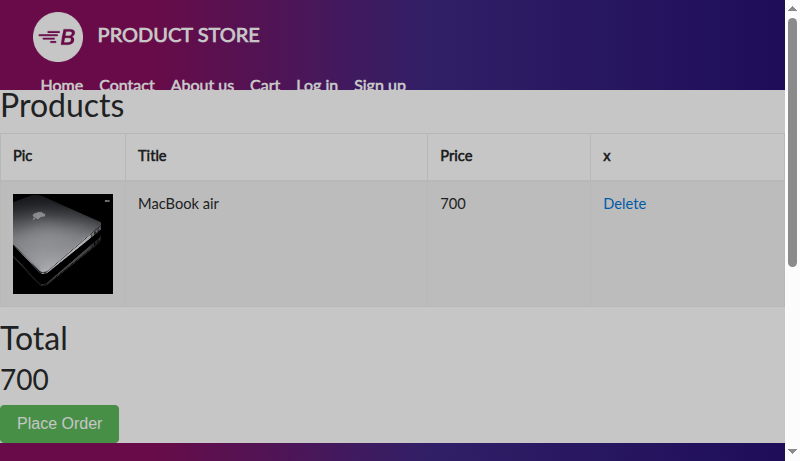 B PRODUCT STORE
Home Contact About us Cart Log in Sign up
Products
Pic Title Price x
MacBook air 700 Delete
Total
700
Place Order